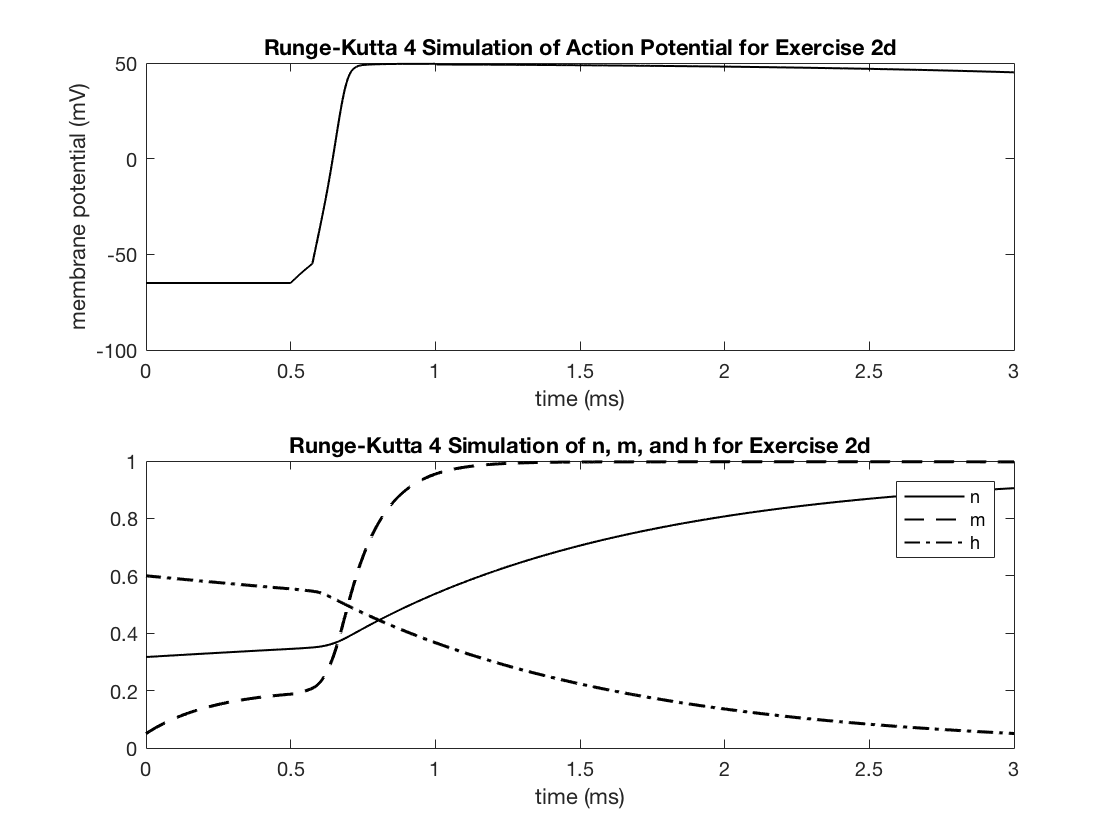 Runge-Kutta 4 Simulation of Action Potential for Exercise 2d
50
0
-50
-100
membrane potential (mV)
0 0.5 1 1.5 2 2.5 3
time (ms)
Runge-Kutta 4 Simulation of n, m, and h for Exercise 2d
1
0.8
0.6
0.4
0.2
0
n
m
h
0 0.5 1 1.5 2 2.5 3
time (ms)